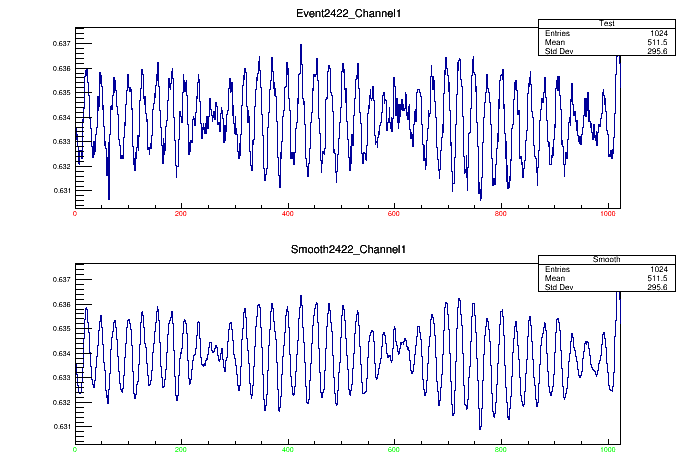 Event2422_Channel1
Test
Entries 1024
Mean 511.5
Std Dev 295.6
0.637
0.636
0.635
0.634
0.633
0.632
0.631
0 200 400 600 800 1000
Smooth2422_Channel1
Smooth
Entries 1024
Mean 511.5
Std Dev 295.6
0.637
0.636
0.635
0.634
0.633
0.632
0.631
0 200 400 600 800 1000